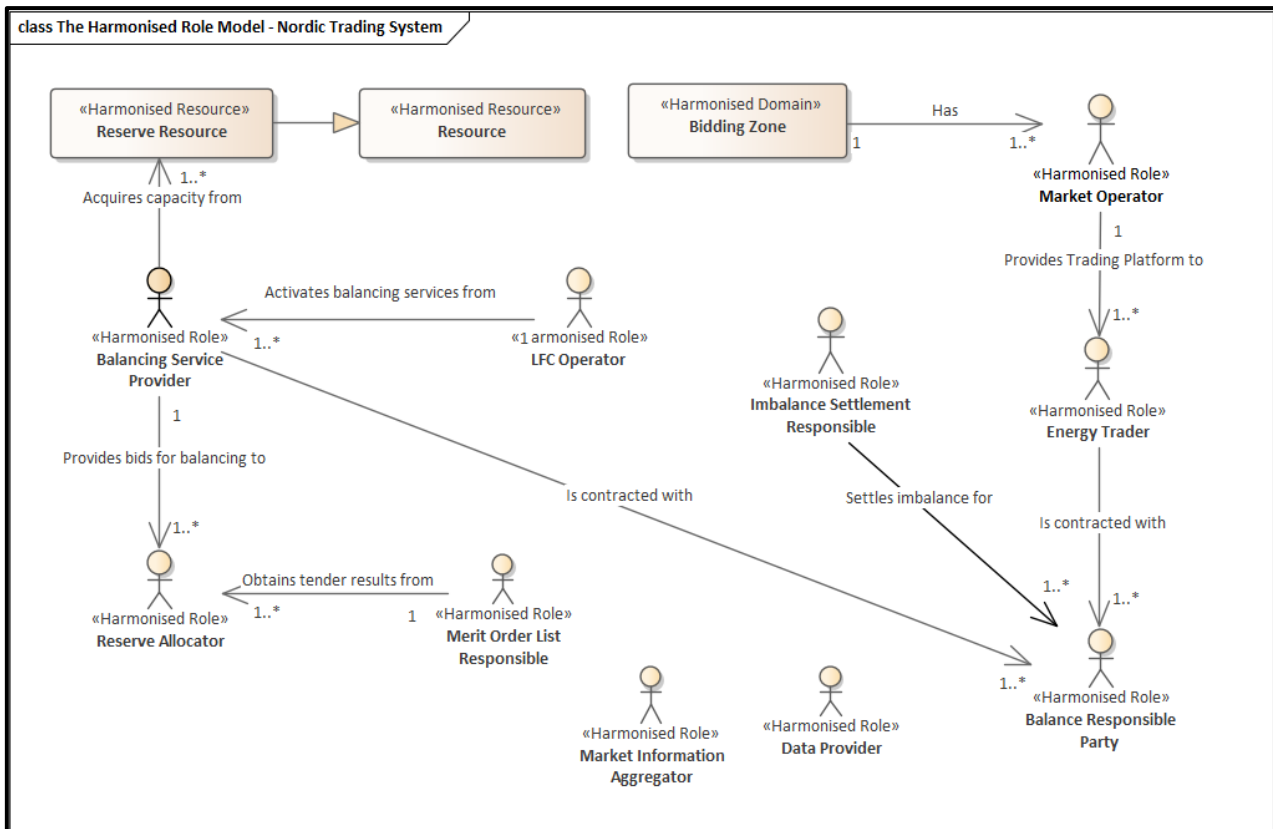 class The Harmonised Role Model - Nordic Trading System
«Harmonised Resource»
Reserve Resource
«Harmonised Resource»
Resource
«Harmonised Domain»
Bidding Zone
Has
1
1..*
«Harmonised Role»
Market Operator
1..*
Acquires capacity from
1
Provides Trading Platform to
1..*
Activates balancing services from
1..*
«1 armonised Role»
LFC Operator
«Harmonised Role»
Balancing Service
Provider
«Harmonised Role»
Imbalance Settlement
Responsible
«Harmonised Role»
Energy Trader
1
Provides bids for balancing to
1..*
Is contracted with
Settles imbalance for
Is contracted with
1..*
1..*
1..*
Obtains tender results from
1..*
1
«Harmonised Role»
Reserve Allocator
«Harmonised Role»
Merit Order List
Responsible
«Harmonised Role»
Market Information
Aggregator
«Harmonised Role»
Data Provider
«Harmonised Role»
Balance Responsible
Party